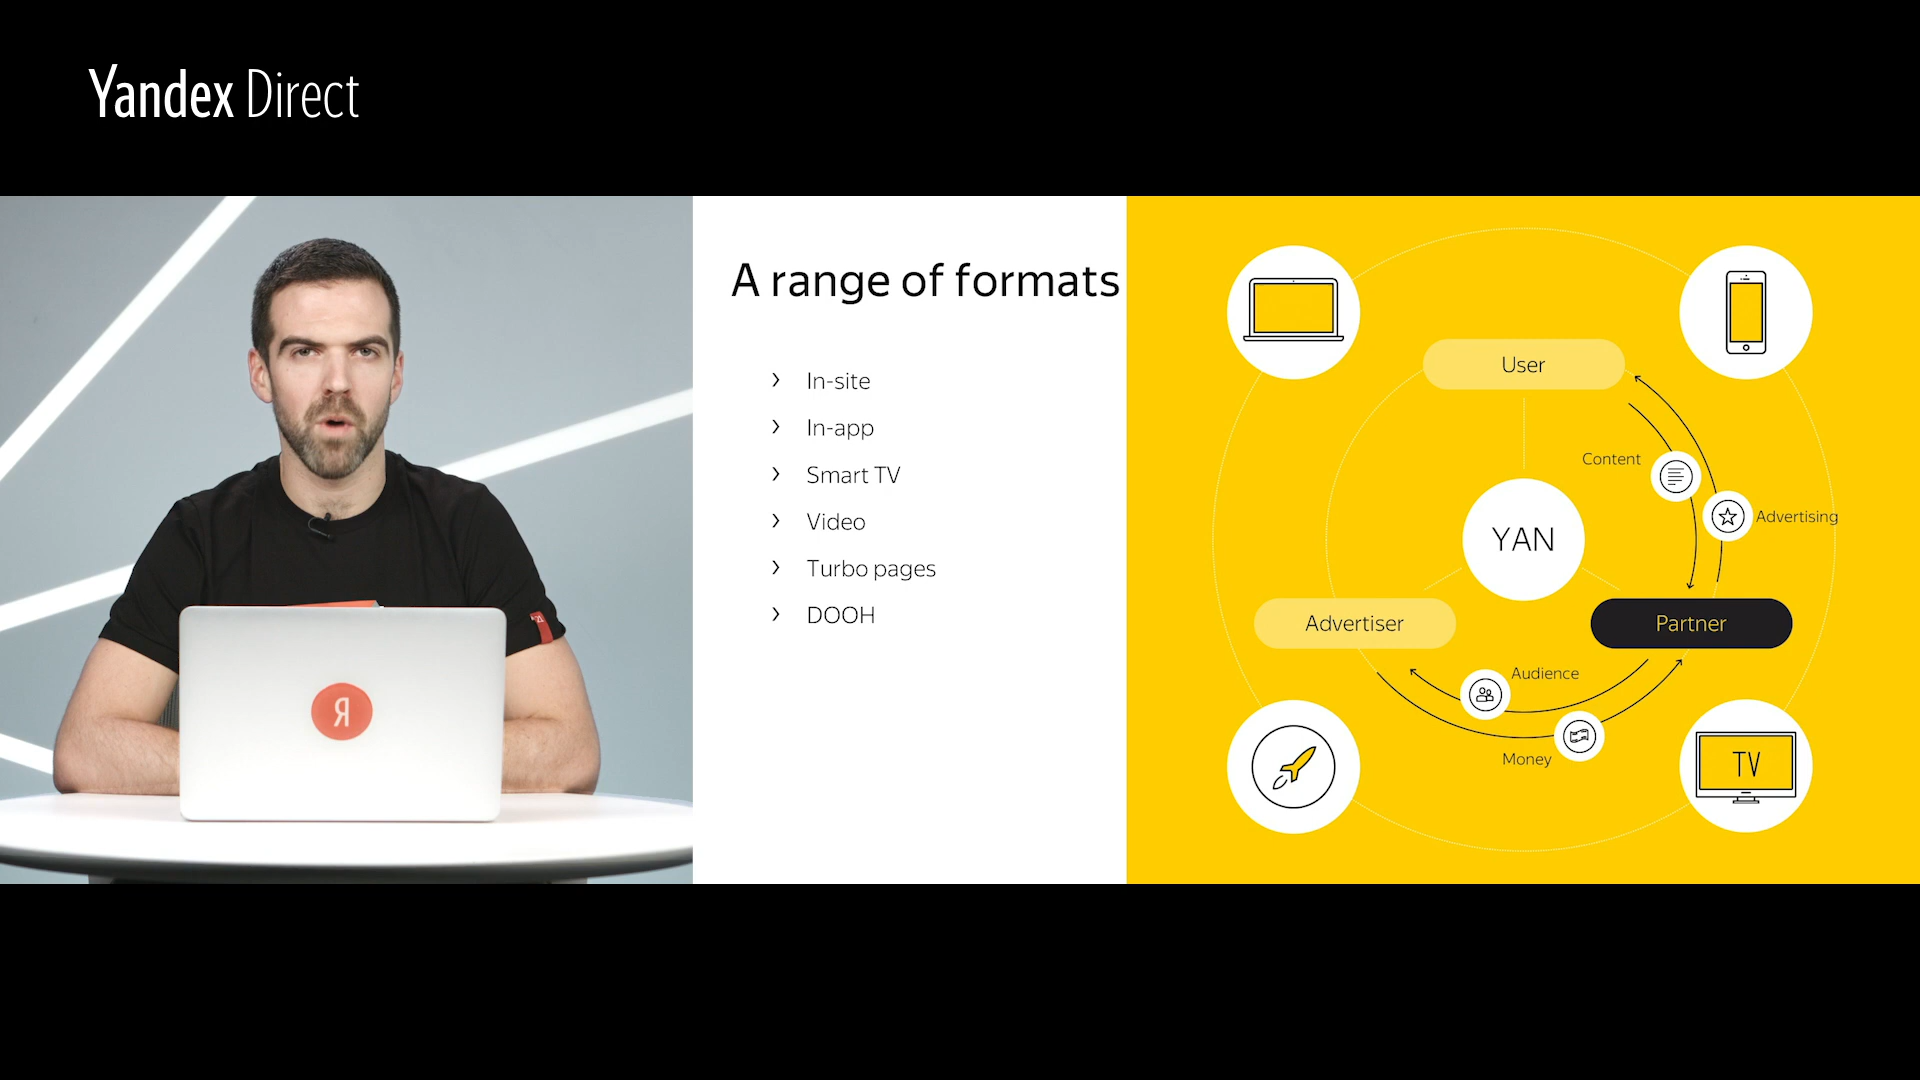 Yandex Direct
A range of formats
› In-site
› In-app
› Smart TV
› Video
› Turbo pages
› DOOH
User
Content
Advertising
YAN
Advertiser
Partner
Audience
Money
TV
Я